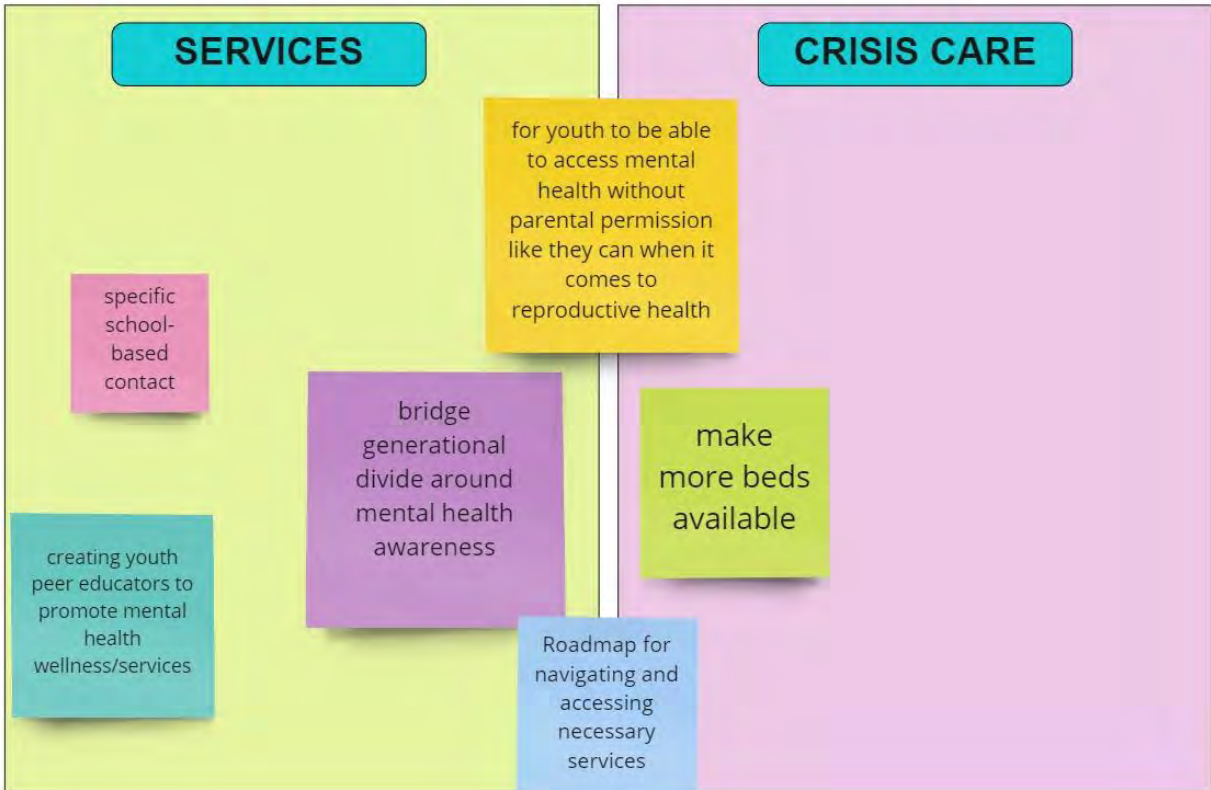 SERVICES
CRISIS CARE
for youth to be able
to access mental
health without
parental permission
like they can when it
comes to
reproductive health
specific
school-
based
contact
bridge
generational
divide around
mental health
awareness
make
more beds
available
creating youth
peer educators to
promote mental
health
wellness/services
Roadmap for
navigating and
accessing
necessary
services